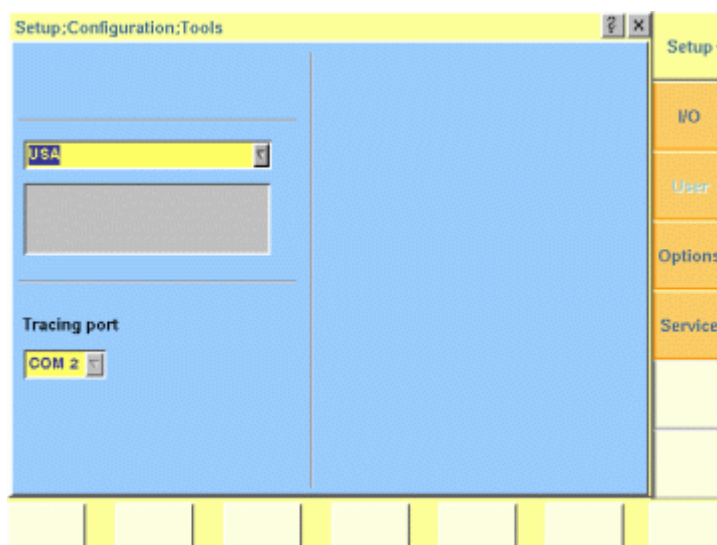 Setup;Configuration;Tools
? ×
Setup
I/O
USA
User
Options
Tracing port
Service
COM 2